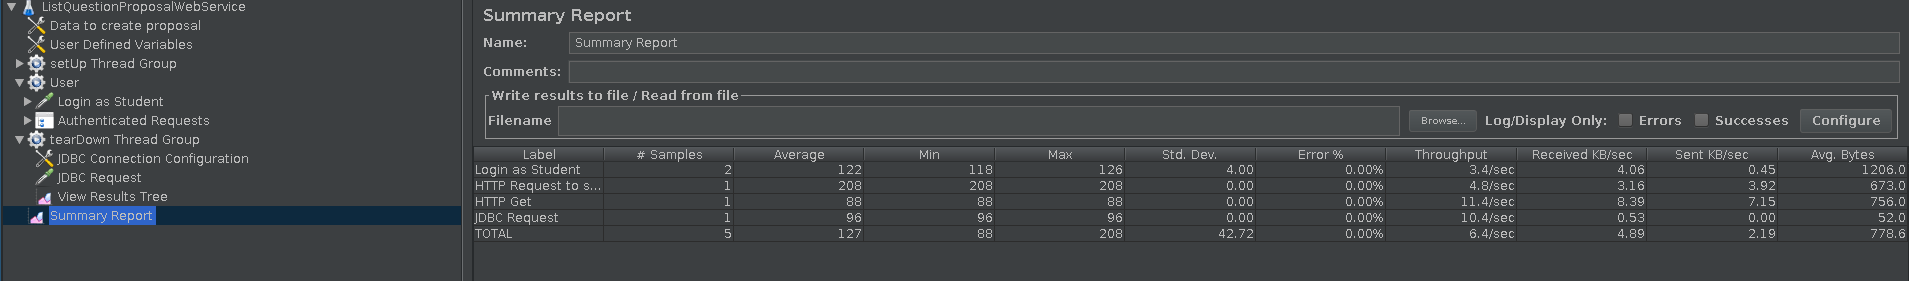 ListQuestionProposalWebService
Data to create proposal
User Defined Variables
setUp Thread Group
User
Login as Student
Authenticated Requests
tearDown Thread Group
JDBC Connection Configuration
JDBC Request
View Results Tree
Summary Report
Summary Report
Name: Summary Report
Comments:
Write results to file / Read from file
Filename Browse... Log/Display Only: Errors Successes Configure
Label # Samples Average Min Max Std. Dev. Error % Throughput Received KB/sec Sent KB/sec Avg. Bytes
Login as Student 2 122 118 126 4.00 0.00% 3.4/sec 4.06 0.45 1206.0
HTTP Request to s... 1 208 208 208 0.00 0.00% 4.8/sec 3.16 3.92 673.0
HTTP Get 1 88 88 88 0.00 0.00% 11.4/sec 8.39 7.15 756.0
JDBC Request 1 96 96 96 0.00 0.00% 10.4/sec 0.53 0.00 52.0
TOTAL 5 127 88 208 42.72 0.00% 6.4/sec 4.89 2.19 778.6